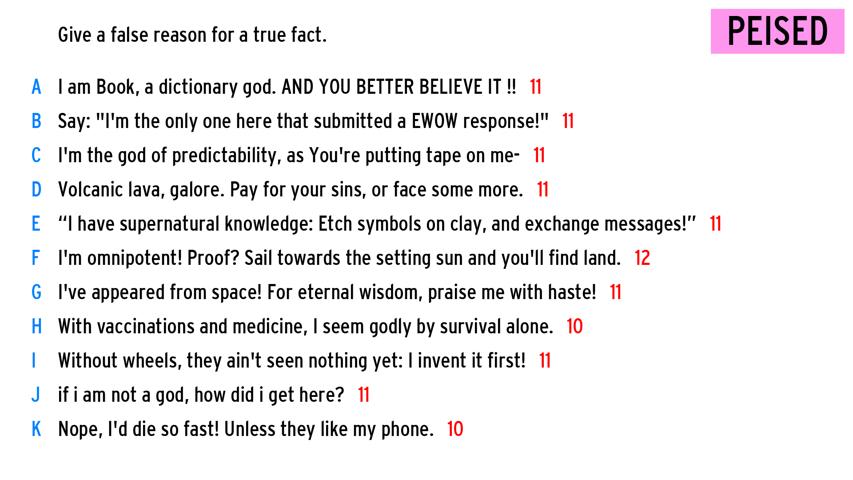 Give a false reason for a true fact.
PEISED
A I am Book, a dictionary god. AND YOU BETTER BELIEVE IT !! 11
B Say: "I'm the only one here that submitted a EWOW response!" 11
C I'm the god of predictability, as You're putting tape on me- 11
D Volcanic lava, galore. Pay for your sins, or face some more. 11
E “I have supernatural knowledge: Etch symbols on clay, and exchange messages!” 11
F I'm omnipotent! Proof? Sail towards the setting sun and you'll find land. 12
G I've appeared from space! For eternal wisdom, praise me with haste! 11
H With vaccinations and medicine, I seem godly by survival alone. 10
I Without wheels, they ain't seen nothing yet: I invent it first! 11
J if i am not a god, how did i get here? 11
K Nope, I'd die so fast! Unless they like my phone. 10